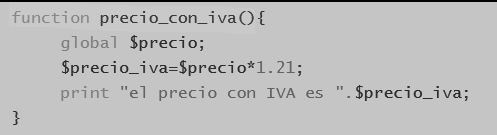 function precio_con_iva(){
global $precio;
$precio_iva=$precio*1.21;
print "el precio con IVA es ".$precio_iva;
}